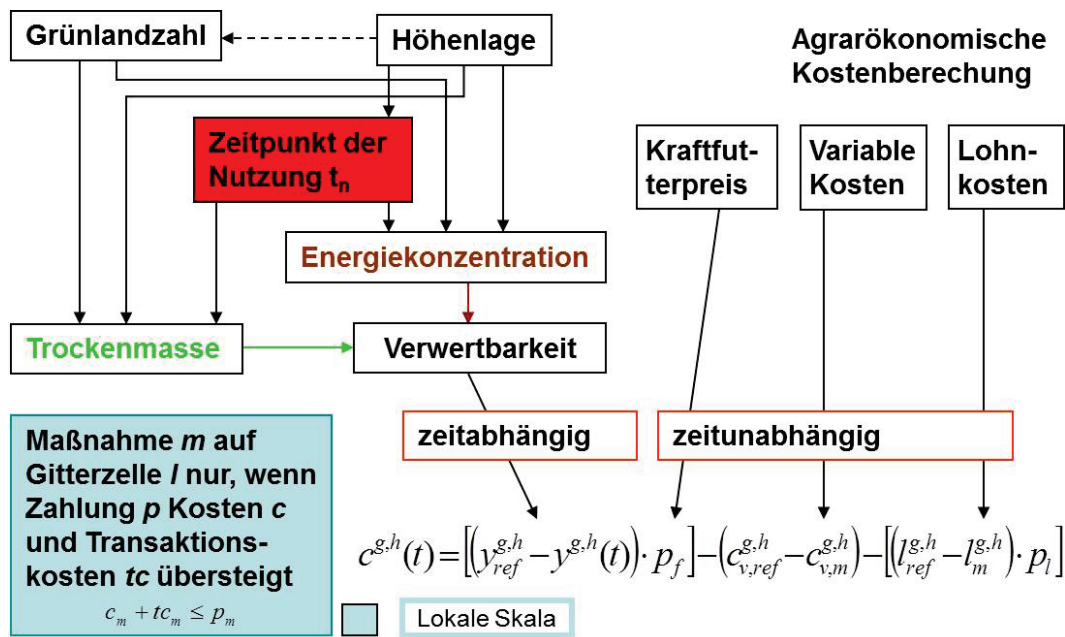 Grünlandzahl
Höhenlage
Agrarökonomische
Kostenberechung
Zeitpunkt der
Nutzung tₙ
Kraftfut-
terpreis
Variable
Kosten
Lohn-
kosten
Energiekonzentration
Trockenmasse
Verwertbarkeit
zeitabhängig
zeitunabhängig
Maßnahme m auf
Gitterzelle l nur, wenn
Zahlung p Kosten c
und Transaktions-
kosten tc übersteigt
c_m + tc_m ≤ p_m
c^{g,h}(t) = [(y_{ref}^{g,h} − y^{g,h}(t)) · p_f] − (c_{v,ref}^{g,h} − c_{v,m}^{g,h}) − [(l_{ref}^{g,h} − l_m^{g,h}) · p_l]
Lokale Skala